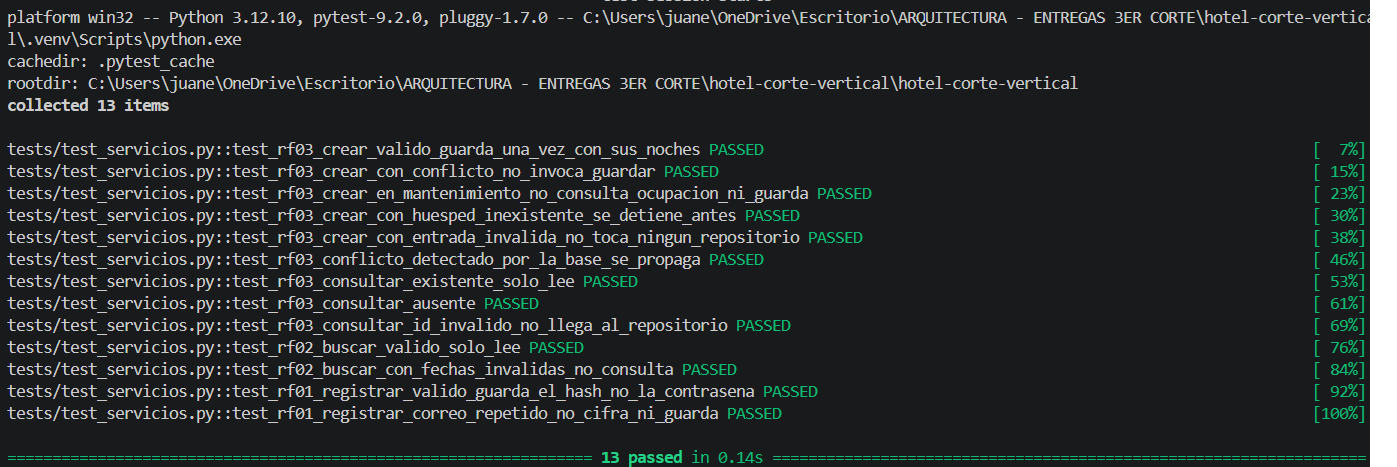 platform win32 -- Python 3.12.10, pytest-9.2.0, pluggy-1.7.0 -- C:\Users\juane\OneDrive\Escritorio\ARQUITECTURA - ENTREGAS 3ER CORTE\hotel-corte-vertica
l\.venv\Scripts\python.exe
cachedir: .pytest_cache
rootdir: C:\Users\juane\OneDrive\Escritorio\ARQUITECTURA - ENTREGAS 3ER CORTE\hotel-corte-vertical\hotel-corte-vertical
collected 13 items
tests/test_servicios.py::test_rf03_crear_valido_guarda_una_vez_con_sus_noches PASSED [  7%]
tests/test_servicios.py::test_rf03_crear_con_conflicto_no_invoca_guardar PASSED [ 15%]
tests/test_servicios.py::test_rf03_crear_en_mantenimiento_no_consulta_ocupacion_ni_guarda PASSED [ 23%]
tests/test_servicios.py::test_rf03_crear_con_huesped_inexistente_se_detiene_antes PASSED [ 30%]
tests/test_servicios.py::test_rf03_crear_con_entrada_invalida_no_toca_ningun_repositorio PASSED [ 38%]
tests/test_servicios.py::test_rf03_conflicto_detectado_por_la_base_se_propaga PASSED [ 46%]
tests/test_servicios.py::test_rf03_consultar_existente_solo_lee PASSED [ 53%]
tests/test_servicios.py::test_rf03_consultar_ausente PASSED [ 61%]
tests/test_servicios.py::test_rf03_consultar_id_invalido_no_llega_al_repositorio PASSED [ 69%]
tests/test_servicios.py::test_rf02_buscar_valido_solo_lee PASSED [ 76%]
tests/test_servicios.py::test_rf02_buscar_con_fechas_invalidas_no_consulta PASSED [ 84%]
tests/test_servicios.py::test_rf01_registrar_valido_guarda_el_hash_no_la_contrasena PASSED [ 92%]
tests/test_servicios.py::test_rf01_registrar_correo_repetido_no_cifra_ni_guarda PASSED [100%]
13 passed in 0.14s